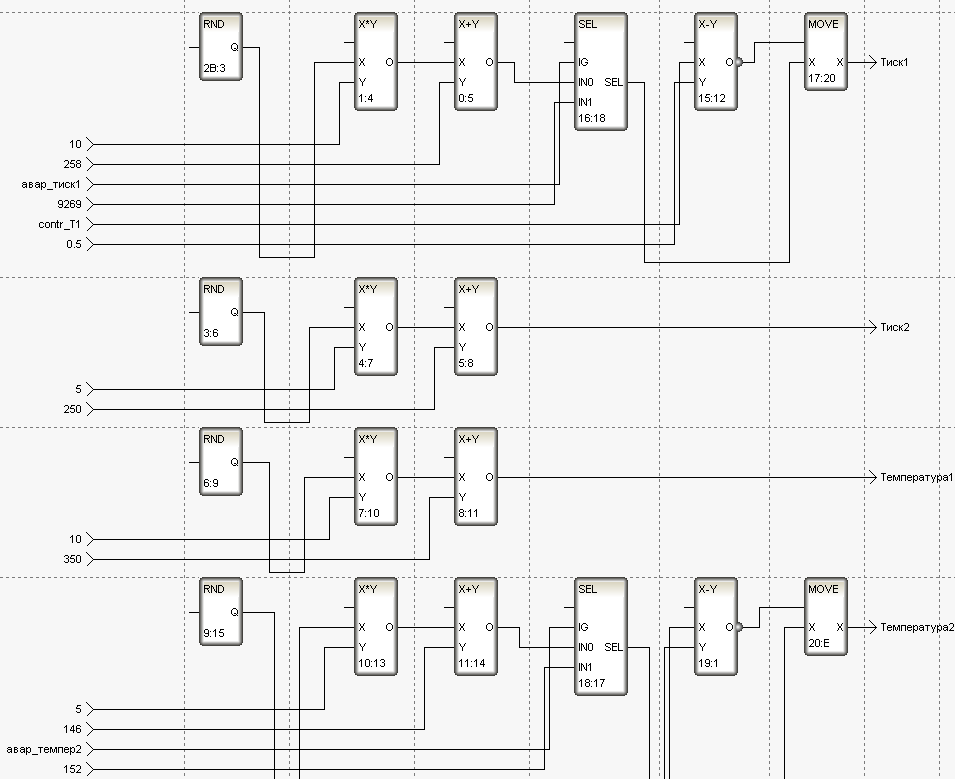 RND X*Y X+Y SEL X-Y MOVE
Q X O X O IG X O X X Тиск1
2B:3 Y Y IN0 SEL Y 17:20
1:4 0:5 IN1 15:12
16:18
10
258
авар_тиск1
9269
contr_T1
0.5
RND X*Y X+Y
Q X O X O Тиск2
3:6 Y Y
4:7 5:8
5
250
RND X*Y X+Y
Q X O X O Температура1
6:9 Y Y
7:10 8:11
10
350
RND X*Y X+Y SEL X-Y MOVE
Q X O X O IG X O X X Температура2
9:15 Y Y IN0 SEL Y 20:E
10:13 11:14 IN1 19:1
18:17
5
146
авар_темпер2
152